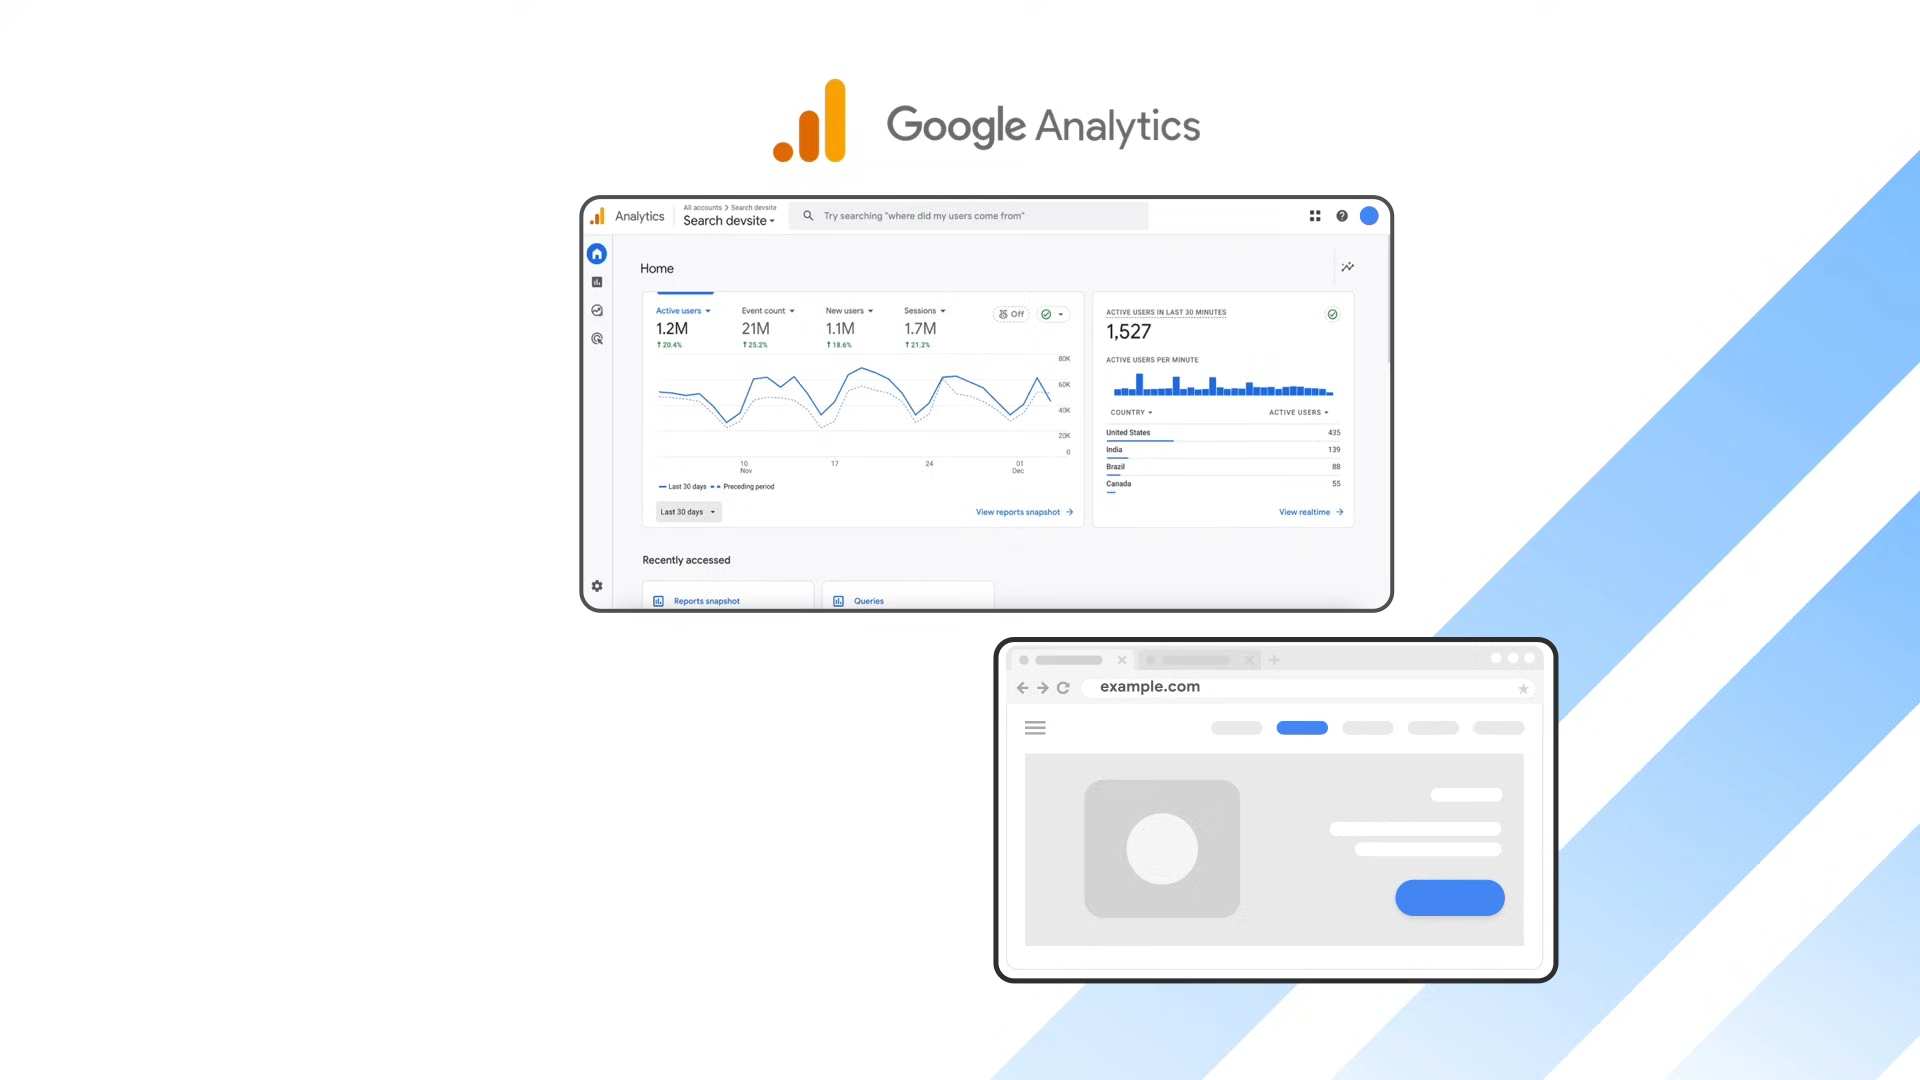 Google Analytics
Analytics
All accounts > Search devsite
Search devsite
Try searching "where did my users come from"
Home
Active users
1.2M
↑ 20.4%
Event count
21M
↑ 25.2%
New users
1.1M
↑ 18.6%
Sessions
1.7M
↑ 21.2%
Off
80K
60K
40K
20K
0
10
Nov
17
24
01
Dec
Last 30 days
Preceding period
Last 30 days
View reports snapshot
ACTIVE USERS IN LAST 30 MINUTES
1,527
ACTIVE USERS PER MINUTE
COUNTRY
ACTIVE USERS
United States 435
India 139
Brazil 88
Canada 55
View realtime
Recently accessed
Reports snapshot
Queries
example.com